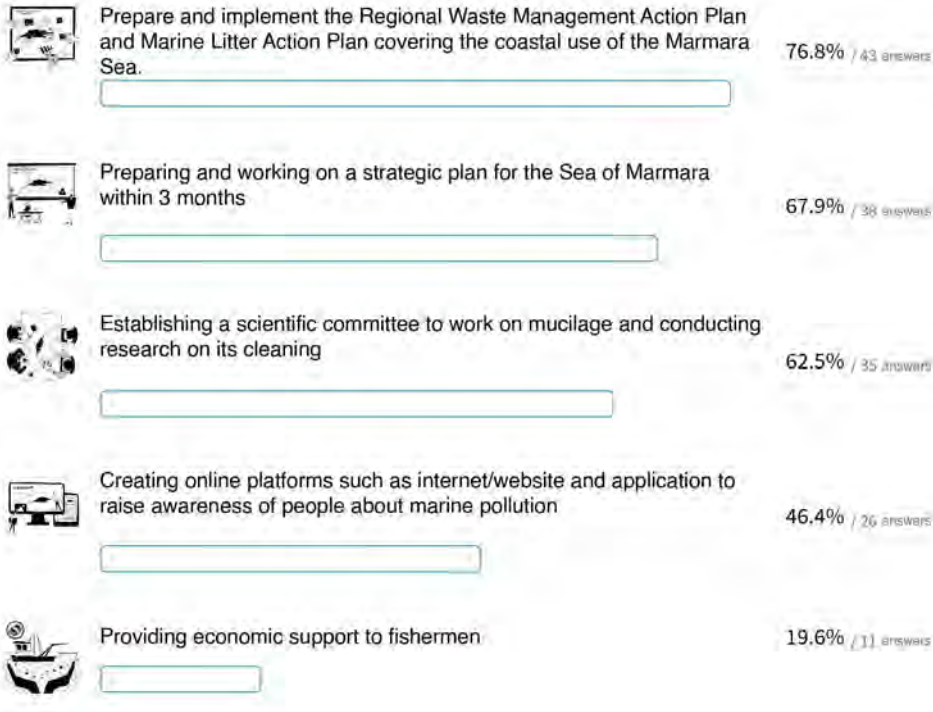 Prepare and implement the Regional Waste Management Action Plan
and Marine Litter Action Plan covering the coastal use of the Marmara
Sea.
76.8% / 43 answers
Preparing and working on a strategic plan for the Sea of Marmara
within 3 months
67.9% / 38 answers
Establishing a scientific committee to work on mucilage and conducting
research on its cleaning
62.5% / 35 answers
Creating online platforms such as internet/website and application to
raise awareness of people about marine pollution
46.4% / 26 answers
Providing economic support to fishermen
19.6% / 11 answers